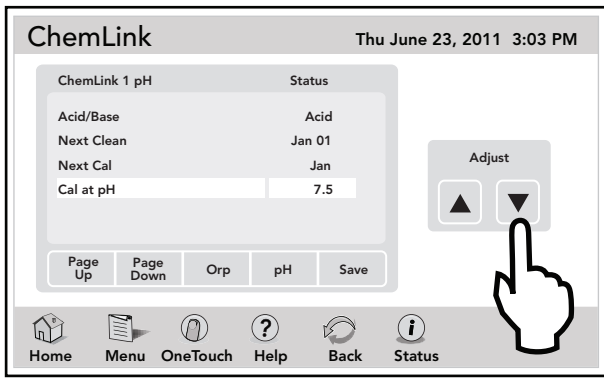 ChemLink Thu June 23, 2011 3:03 PM
ChemLink 1 pH Status
Acid/Base Acid
Next Clean Jan 01
Next Cal Jan
Cal at pH 7.5
Adjust
Page Up Page Down Orp pH Save
Home Menu OneTouch ? Help Back i Status